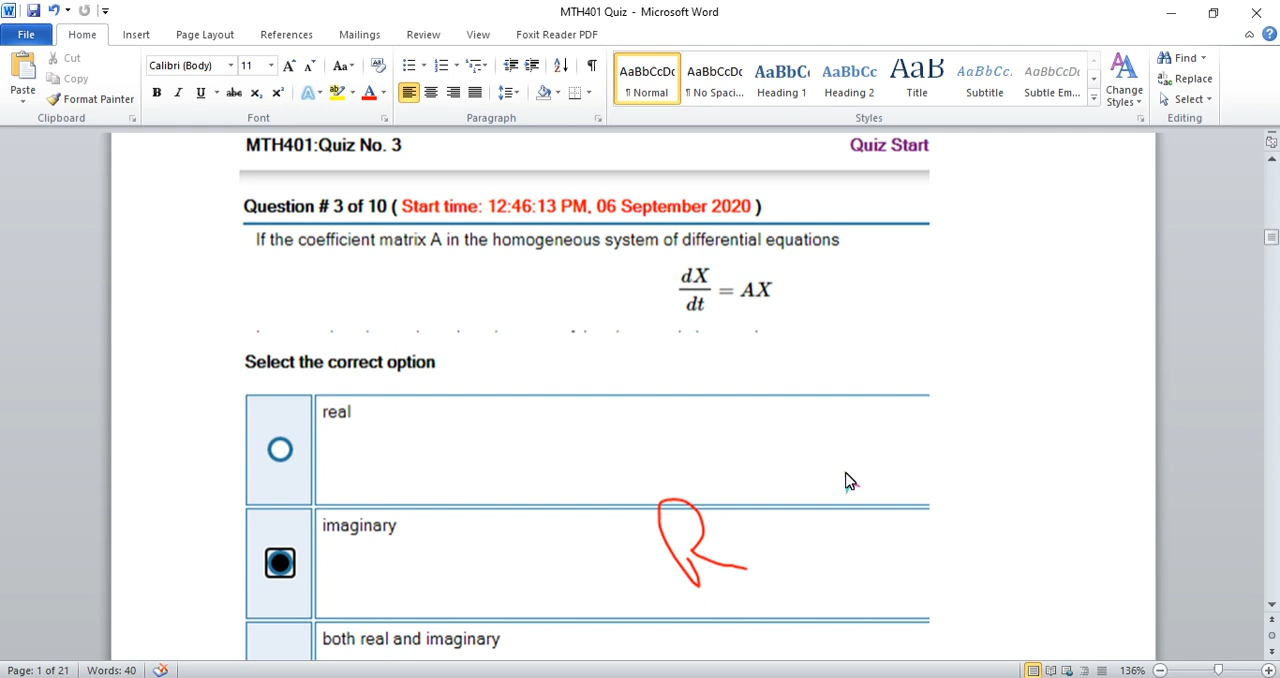 MTH401 Quiz - Microsoft Word
File Home Insert Page Layout References Mailings Review View Foxit Reader PDF
Cut
Copy
Format Painter
Paste
Clipboard
Calibri (Body) 11
Font
Paragraph
AaBbCcDc AaBbCcDc AaBbCc AaBbCc AaB AaBbCcDc. AaBbCcDc
¶ Normal ¶ No Spaci... Heading 1 Heading 2 Title Subtitle Subtle Em...
Styles
Change
Styles
Find
Replace
Select
Editing
MTH401:Quiz No. 3 Quiz Start
Question # 3 of 10 ( Start time: 12:46:13 PM, 06 September 2020 )
If the coefficient matrix A in the homogeneous system of differential equations
dX
dt
= AX
Select the correct option
real
imaginary
R
both real and imaginary
Page: 1 of 21 Words: 40 136%